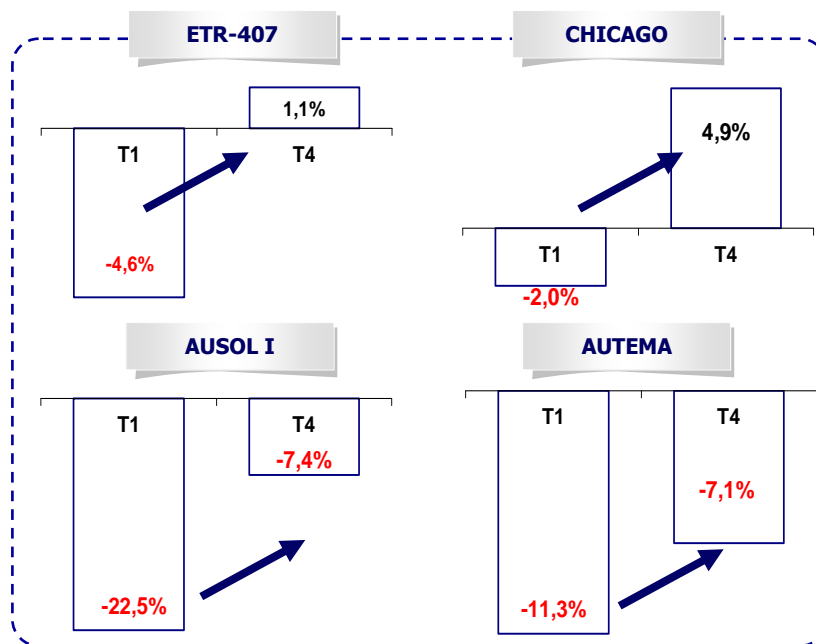 ETR-407
1,1%
T1
T4
-4,6%
CHICAGO
4,9%
T1
T4
-2,0%
AUSOL I
T1
T4
-7,4%
-22,5%
AUTEMA
T1
T4
-7,1%
-11,3%